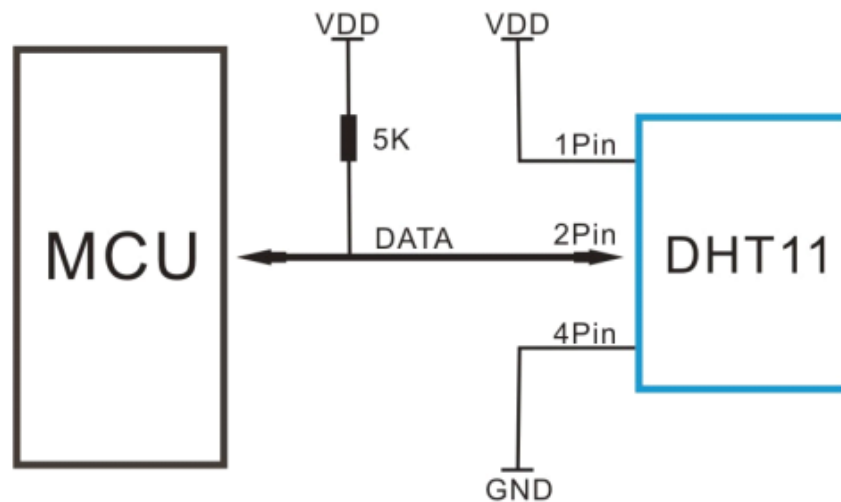 VDD
VDD
5K
1Pin
MCU
DATA
2Pin
DHT11
4Pin
GND